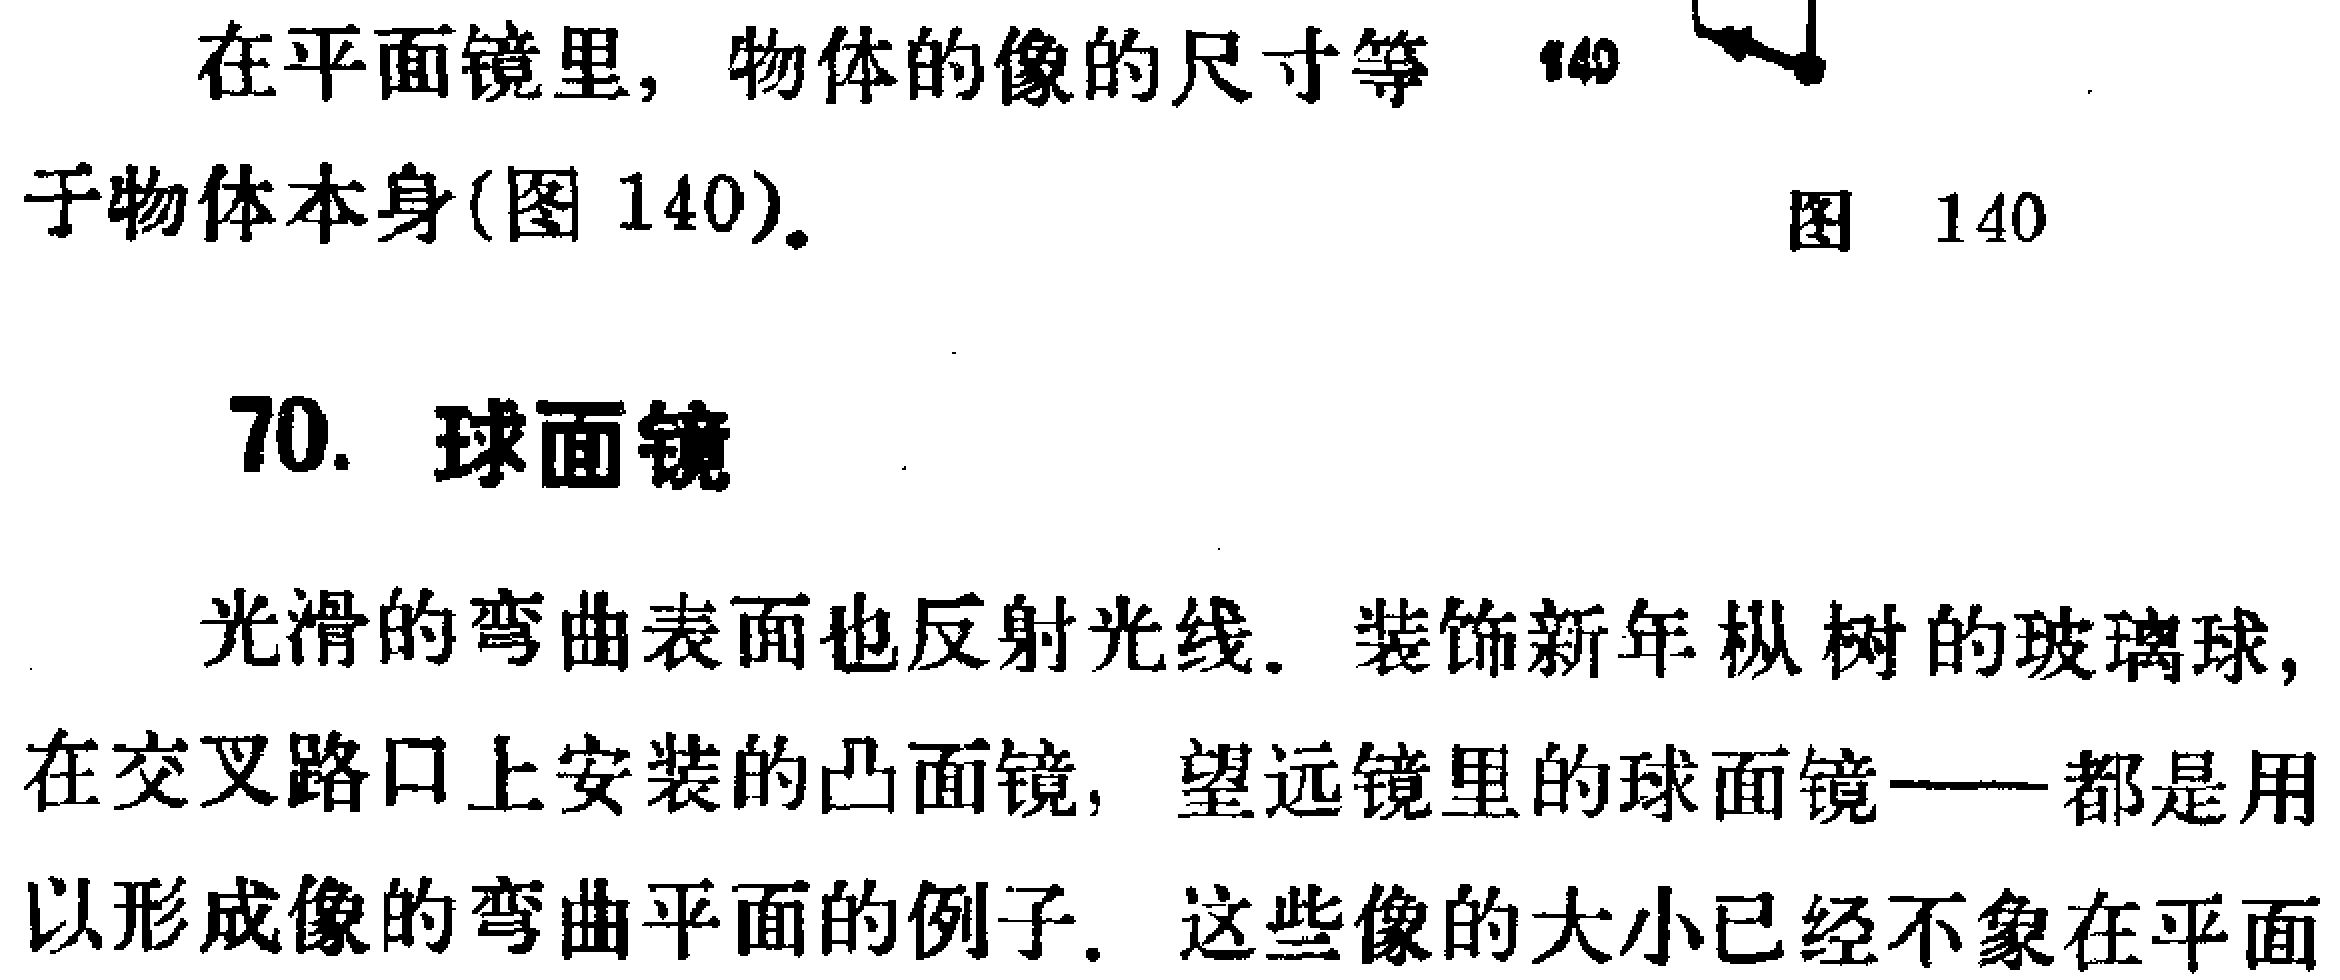 在平面镜里，物体的像的尺寸等
于物体本身(图 140).
140
图 140
70. 球面镜
光滑的弯曲表面也反射光线. 装饰新年枞树的玻璃球,
在交叉路口上安装的凸面镜, 望远镜里的球面镜——都是用
以形成像的弯曲平面的例子. 这些像的大小已经不象在平面